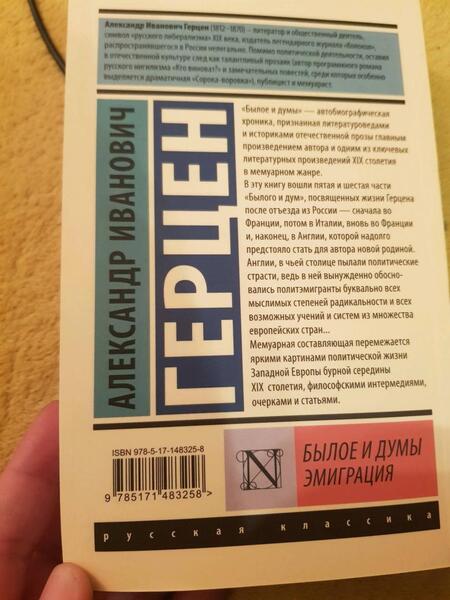 Александр Иванович Герцен (1812–1870) – литератор и общественный деятель,
символ «русского либерализма» XIX века, издатель легендарного журнала «Колокол»,
распространявшегося в России нелегально. Помимо политической деятельности, оставил
в отечественной культуре след как талантливый прозаик (автор программного романа
русского нигилизма «Кто виноват?» и замечательных повестей, среди которых особенно
выделяется драматичная «Сорока-воровка»), публицист и мемуарист.
АЛЕКСАНДР ИВАНОВИЧ
ГЕРЦЕН
«Былое и думы» — автобиографическая
хроника, признанная литературоведами
и историками отечественной прозы главным
произведением автора и одним из ключевых
литературных произведений XIX столетия
в мемуарном жанре.
В эту книгу вошли пятая и шестая части
«Былого и дум», посвященных жизни Герцена
после отъезда из России — сначала во
Франции, потом в Италии, вновь во Франции
и, наконец, в Англии, которой надолго
предстояло стать для автора новой родиной.
Англии, в чьей столице пылали политические
страсти, ведь в ней вынужденно обосно-
вались политэмигранты буквально всех
мыслимых степеней радикальности и всех
возможных учений и систем из множества
европейских стран...
Мемуарная составляющая перемежается
яркими картинами политической жизни
Западной Европы бурной середины
XIX столетия, философскими интермедиями,
очерками и статьями.
ISBN 978-5-17-148325-8
9 785171 483258 >
N
БЫЛОЕ И ДУМЫ
ЭМИГРАЦИЯ
русская классика